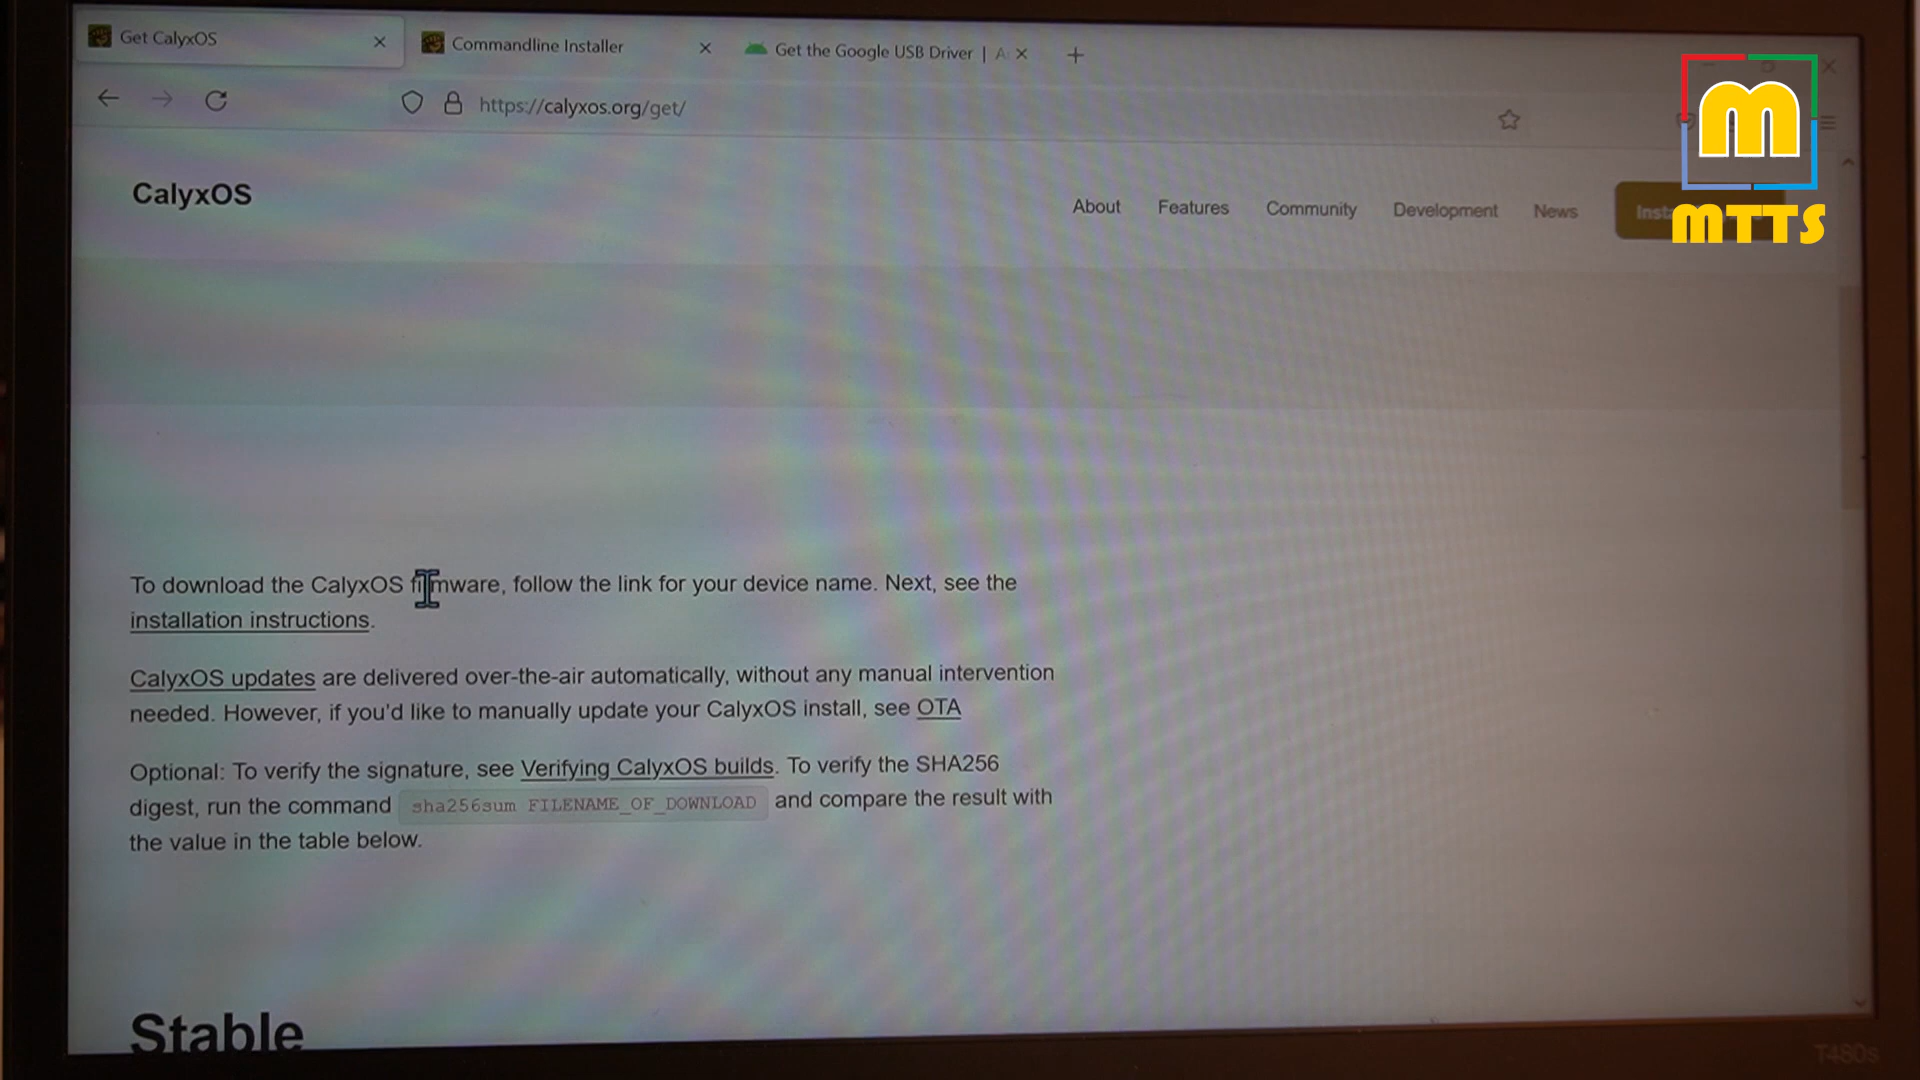 Get CalyxOS
Commandline Installer
Get the Google USB Driver | A
https://calyxos.org/get/
CalyxOS
About
Features
Community
Development
News
M
MTTS
To download the CalyxOS firmware, follow the link for your device name. Next, see the
installation instructions.
CalyxOS updates are delivered over-the-air automatically, without any manual intervention
needed. However, if you'd like to manually update your CalyxOS install, see OTA
Optional: To verify the signature, see Verifying CalyxOS builds. To verify the SHA256
digest, run the command sha256sum FILENAME_OF_DOWNLOAD and compare the result with
the value in the table below.
Stable
T480s